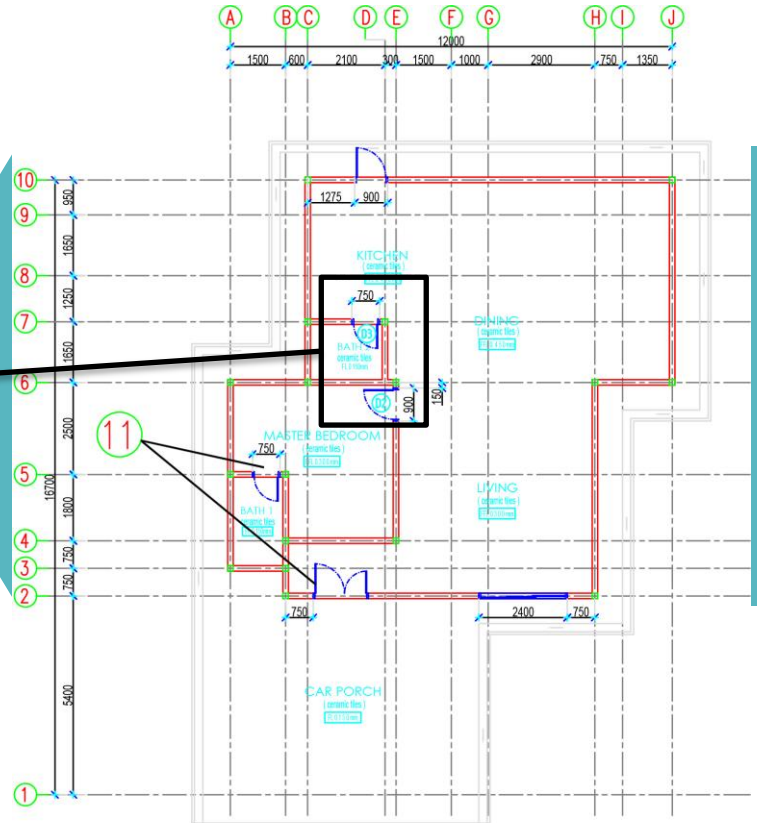 A B C D E F G H I J
12000
1500 600 2100 300 1500 1000 2900 750 1350
10
950
9
1275 900
1650
KITCHEN
(ceramic tiles)
8
1250
750
7
DINING
(ceramic tiles)
D3
BATH
ceramic tiles
1650
6
150
900
D2
2500
11
MASTER BEDROOM
(ceramic tiles)
750
5
16700
LIVING
(ceramic tiles)
BATH 1
ceramic tiles
1800
4
750
3
750
2
750 2400 750
5400
CAR PORCH
(ceramic tiles)
1